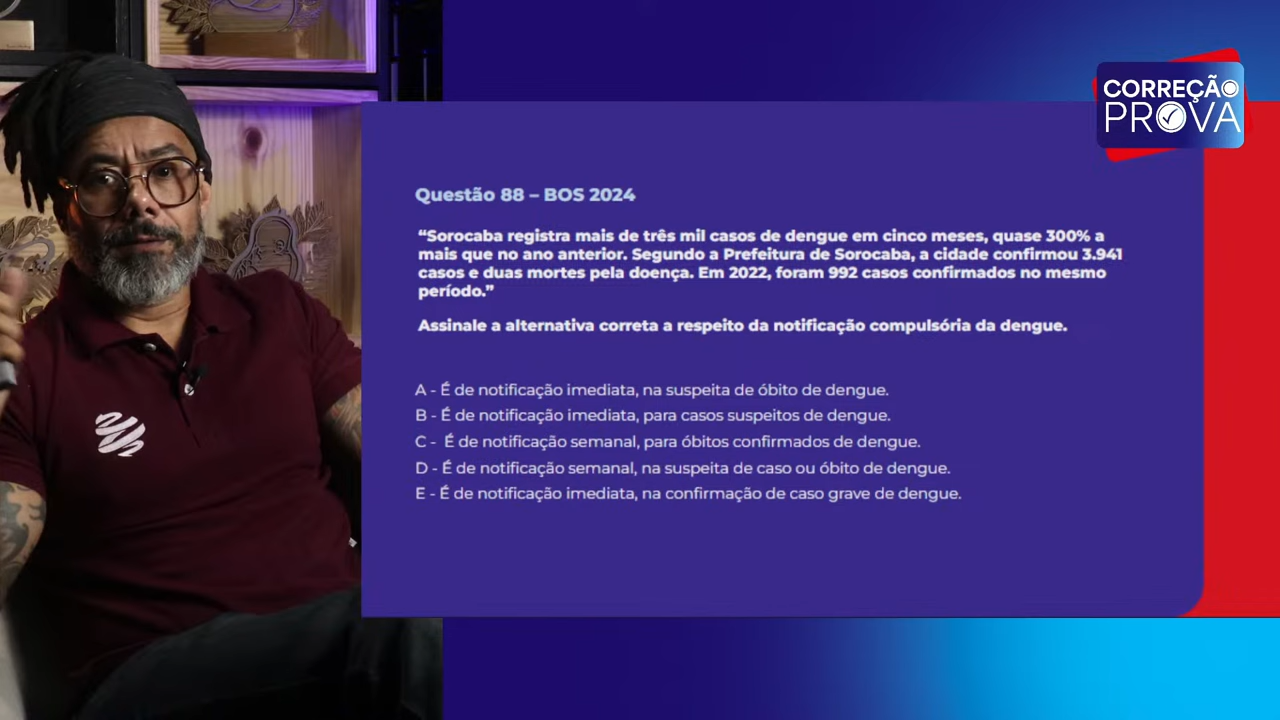 CORREÇÃO
PROVA
Questão 88 – BOS 2024
“Sorocaba registra mais de três mil casos de dengue em cinco meses, quase 300% a
mais que no ano anterior. Segundo a Prefeitura de Sorocaba, a cidade confirmou 3.941
casos e duas mortes pela doença. Em 2022, foram 992 casos confirmados no mesmo
período.”
Assinale a alternativa correta a respeito da notificação compulsória da dengue.
A - É de notificação imediata, na suspeita de óbito de dengue.
B - É de notificação imediata, para casos suspeitos de dengue.
C - É de notificação semanal, para óbitos confirmados de dengue.
D - É de notificação semanal, na suspeita de caso ou óbito de dengue.
E - É de notificação imediata, na confirmação de caso grave de dengue.